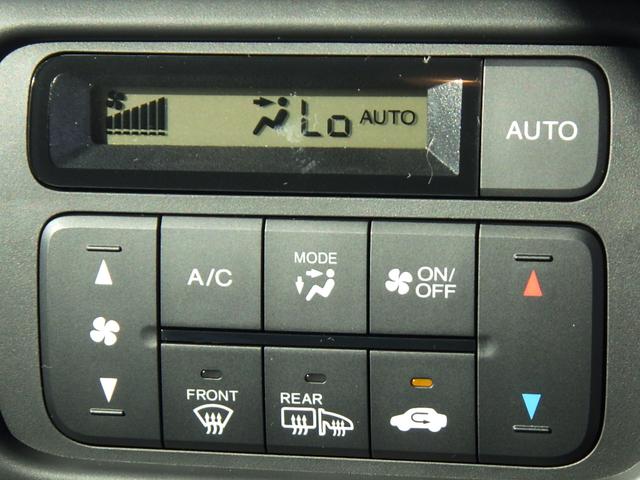 Lo AUTO
AUTO
A/C
MODE
ON/
OFF
FRONT
REAR